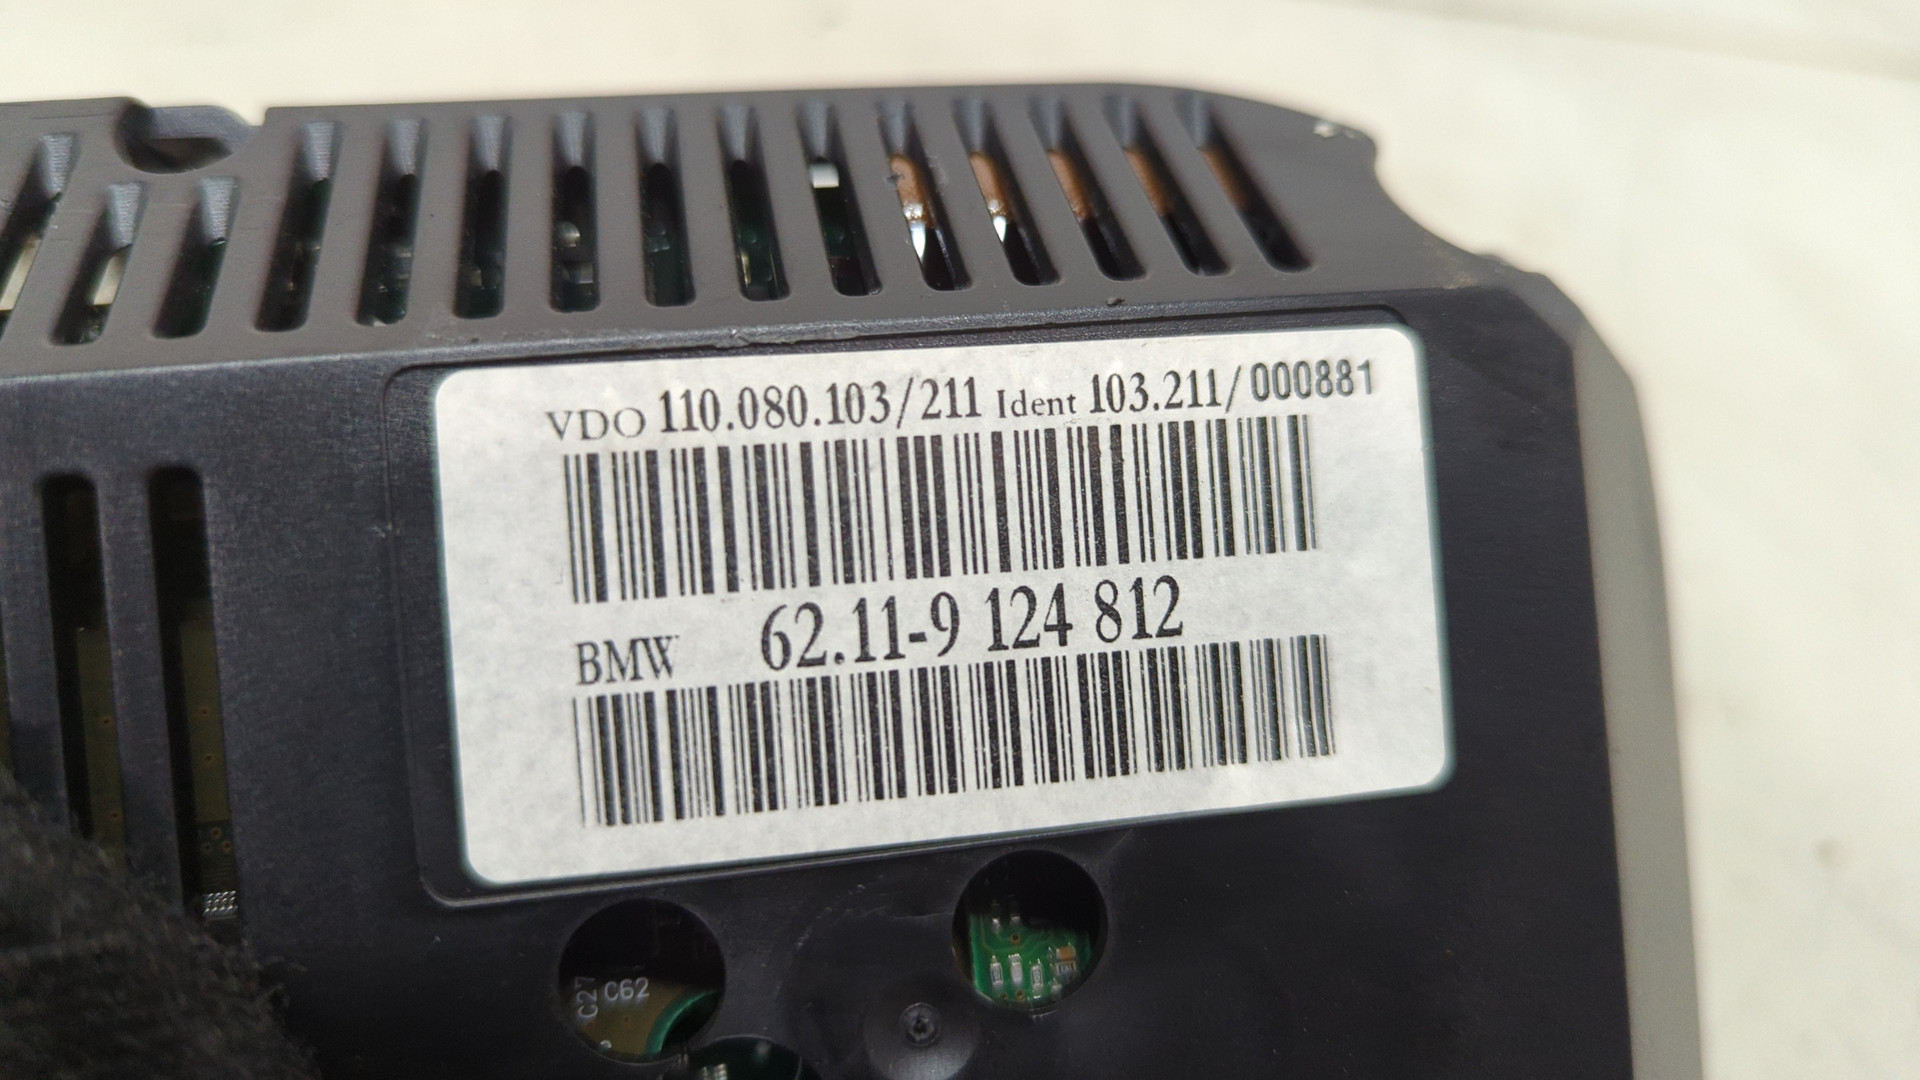 VDO 110.080.103/211 Ident 103.211/000881
BMW 62.11-9 124 812
C27 C62